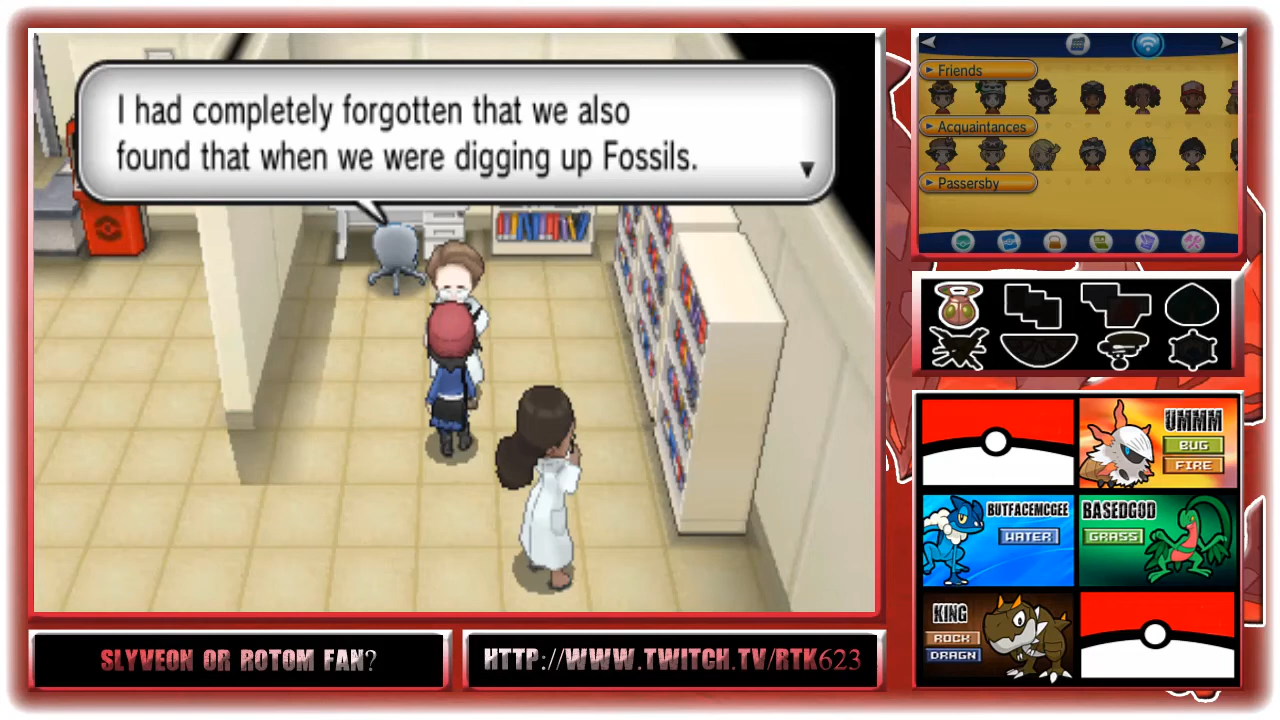 I had completely forgotten that we also
found that when we were digging up Fossils.
Friends
Acquaintances
Passersby
UMMM
BUG
FIRE
BUTFACEMCGEE
WATER
BASEDGOD
GRASS
KING
ROCK
DRAGN
SLYVEON OR ROTOM FAN?
HTTP://WWW.TWITCH.TV/RTK623